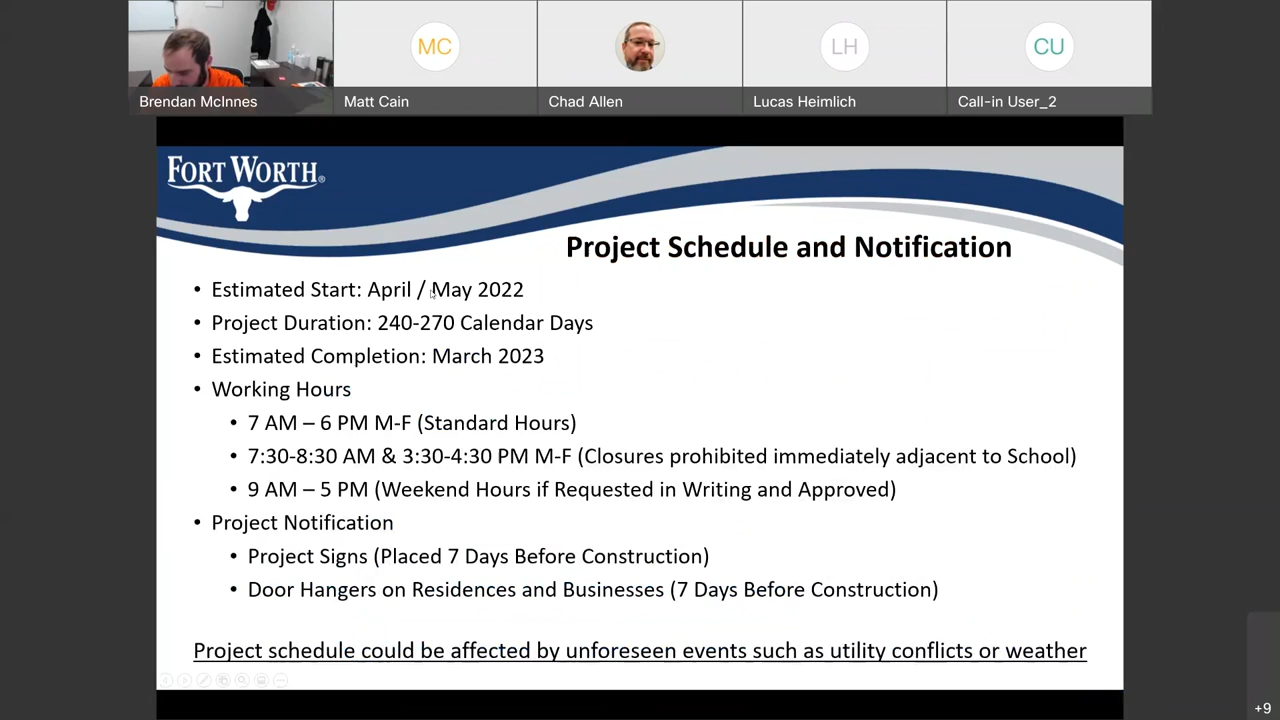 MC
LH
CU
Brendan McInnes
Matt Cain
Chad Allen
Lucas Heimlich
Call-in User_2
FORT WORTH®
Project Schedule and Notification
• Estimated Start: April / May 2022
• Project Duration: 240-270 Calendar Days
• Estimated Completion: March 2023
• Working Hours
• 7 AM – 6 PM M-F (Standard Hours)
• 7:30-8:30 AM & 3:30-4:30 PM M-F (Closures prohibited immediately adjacent to School)
• 9 AM – 5 PM (Weekend Hours if Requested in Writing and Approved)
• Project Notification
• Project Signs (Placed 7 Days Before Construction)
• Door Hangers on Residences and Businesses (7 Days Before Construction)
Project schedule could be affected by unforeseen events such as utility conflicts or weather
+9